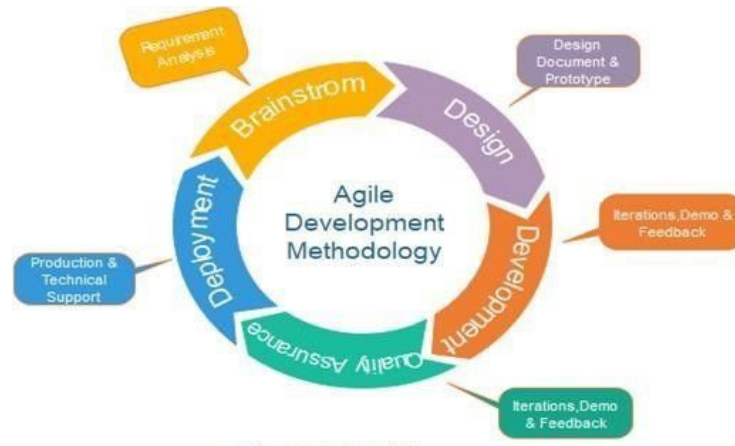 Requirement
Analysis
Brainstrom
Design
Document &
Prototype
Design
Agile
Development
Methodology
Iterations,Demo &
Feedback
Development
Deployment
Production &
Technical
Support
Quality Assurance
Iterations,Demo
& Feedback